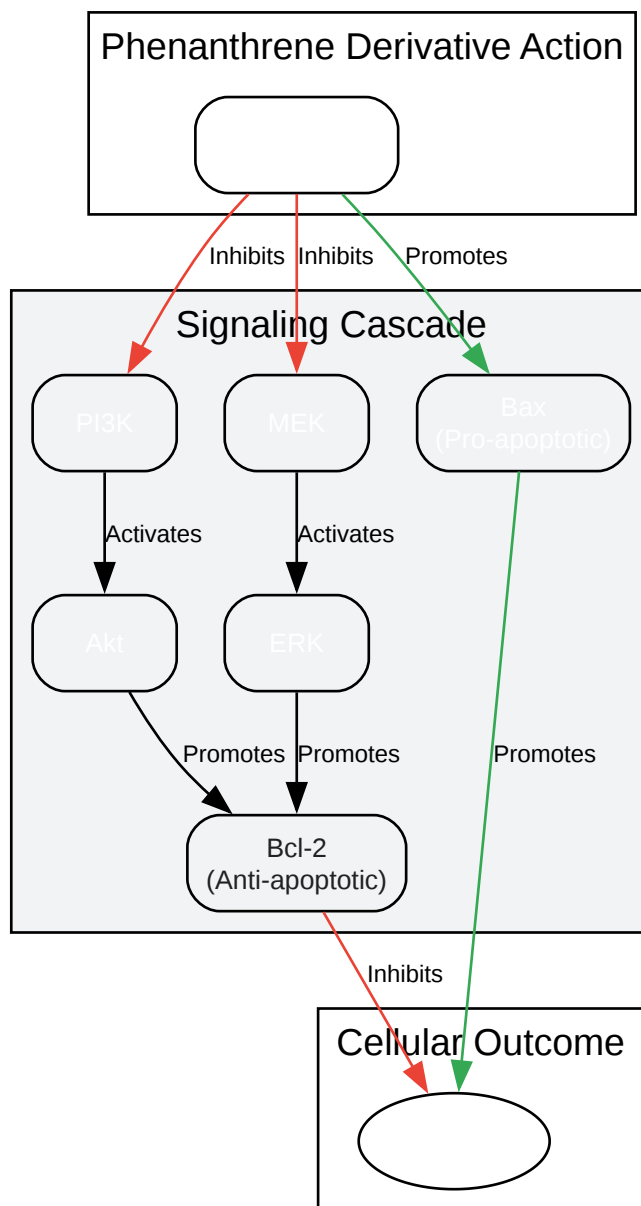 Phenanthrene Derivative Action
Inhibits
Inhibits
Promotes
Signaling Cascade
PI3K
MEK
Bax
(Pro-apoptotic)
Activates
Activates
Akt
ERK
Promotes
Promotes
Promotes
Bcl-2
(Anti-apoptotic)
Inhibits
Cellular Outcome